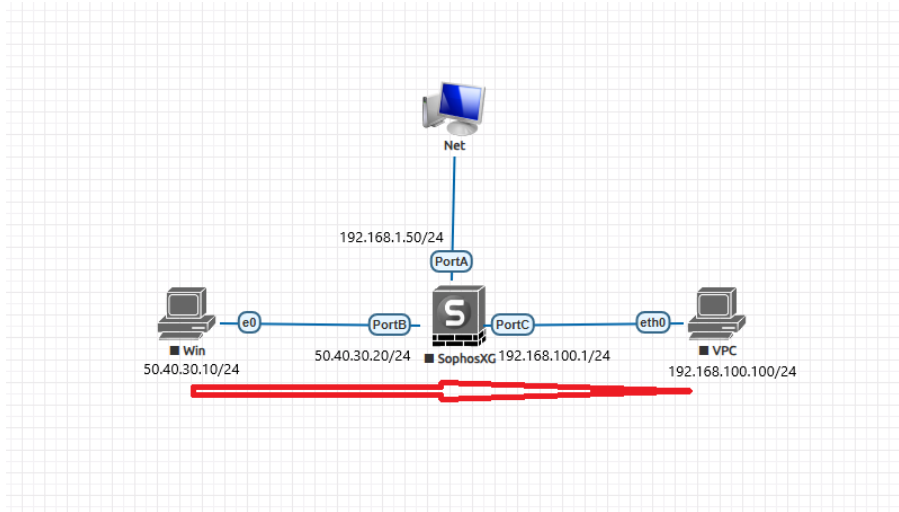 Net
192.168.1.50/24
PortA
e0
PortB
S
PortC
eth0
Win
50.40.30.20/24
SophosXG
192.168.100.1/24
VPC
50.40.30.10/24
192.168.100.100/24